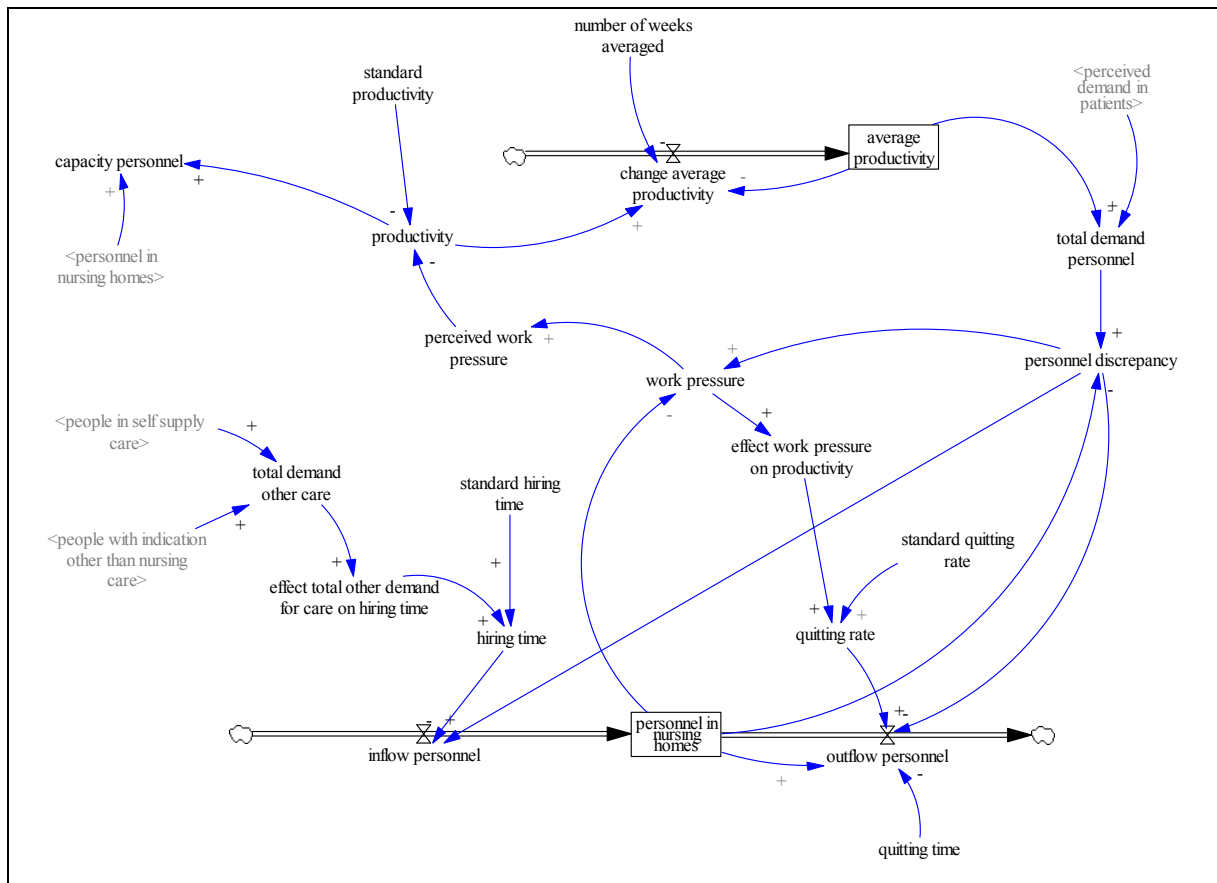 number of weeks
averaged
standard
productivity
<perceived
demand in
patients>
average
productivity
capacity personnel
change average
productivity
productivity
<personnel in
nursing homes>
total demand
personnel
perceived work
pressure
personnel discrepancy
work pressure
<people in self supply
care>
effect work pressure
on productivity
total demand
other care
standard hiring
time
<people with indication
other than nursing
care>
standard quitting
rate
effect total other demand
for care on hiring time
hiring time
quitting rate
personnel in
nursing
homes
inflow personnel
outflow personnel
quitting time